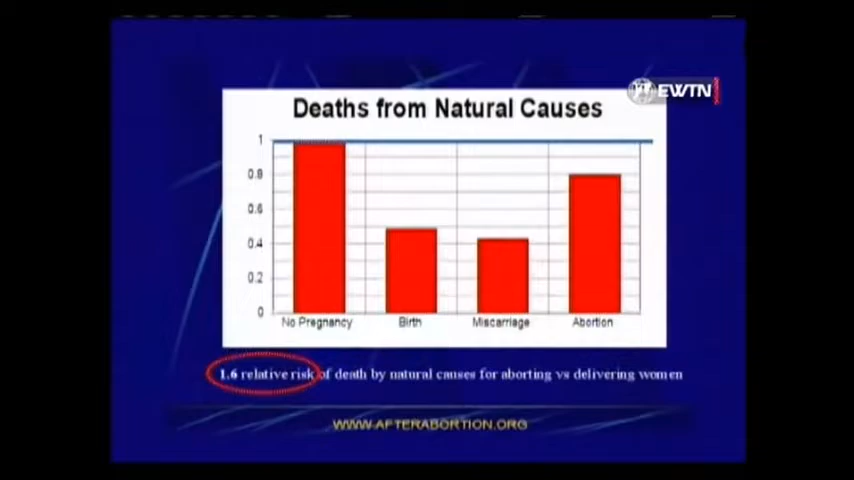 Deaths from Natural Causes
EWTN
1
0.8
0.6
0.4
0.2
0
No Pregnancy Birth Miscarriage Abortion
1.6 relative risk of death by natural causes for aborting vs delivering women
WWW.AFTERABORTION.ORG